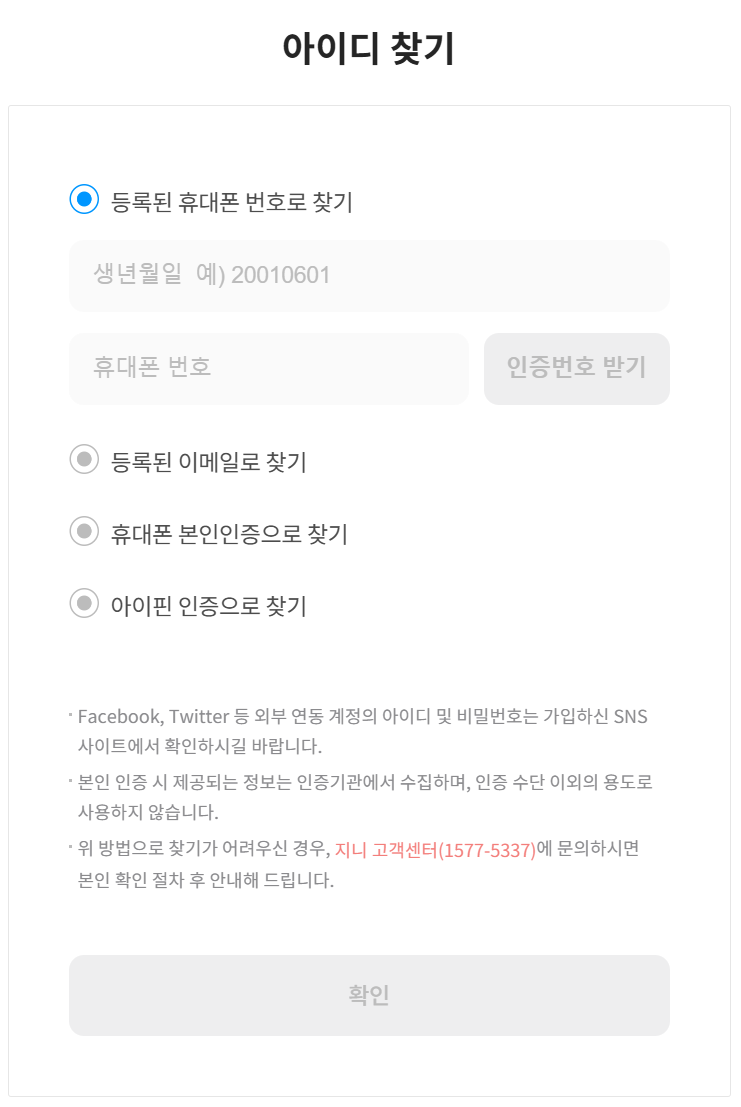 아이디 찾기
등록된 휴대폰 번호로 찾기
생년월일 예) 20010601
휴대폰 번호
인증번호 받기
등록된 이메일로 찾기
휴대폰 본인인증으로 찾기
아이핀 인증으로 찾기
Facebook, Twitter 등 외부 연동 계정의 아이디 및 비밀번호는 가입하신 SNS
사이트에서 확인하시길 바랍니다.
본인 인증 시 제공되는 정보는 인증기관에서 수집하며, 인증 수단 이외의 용도로
사용하지 않습니다.
위 방법으로 찾기가 어려우신 경우, 지니 고객센터(1577-5337)에 문의하시면
본인 확인 절차 후 안내해 드립니다.
확인